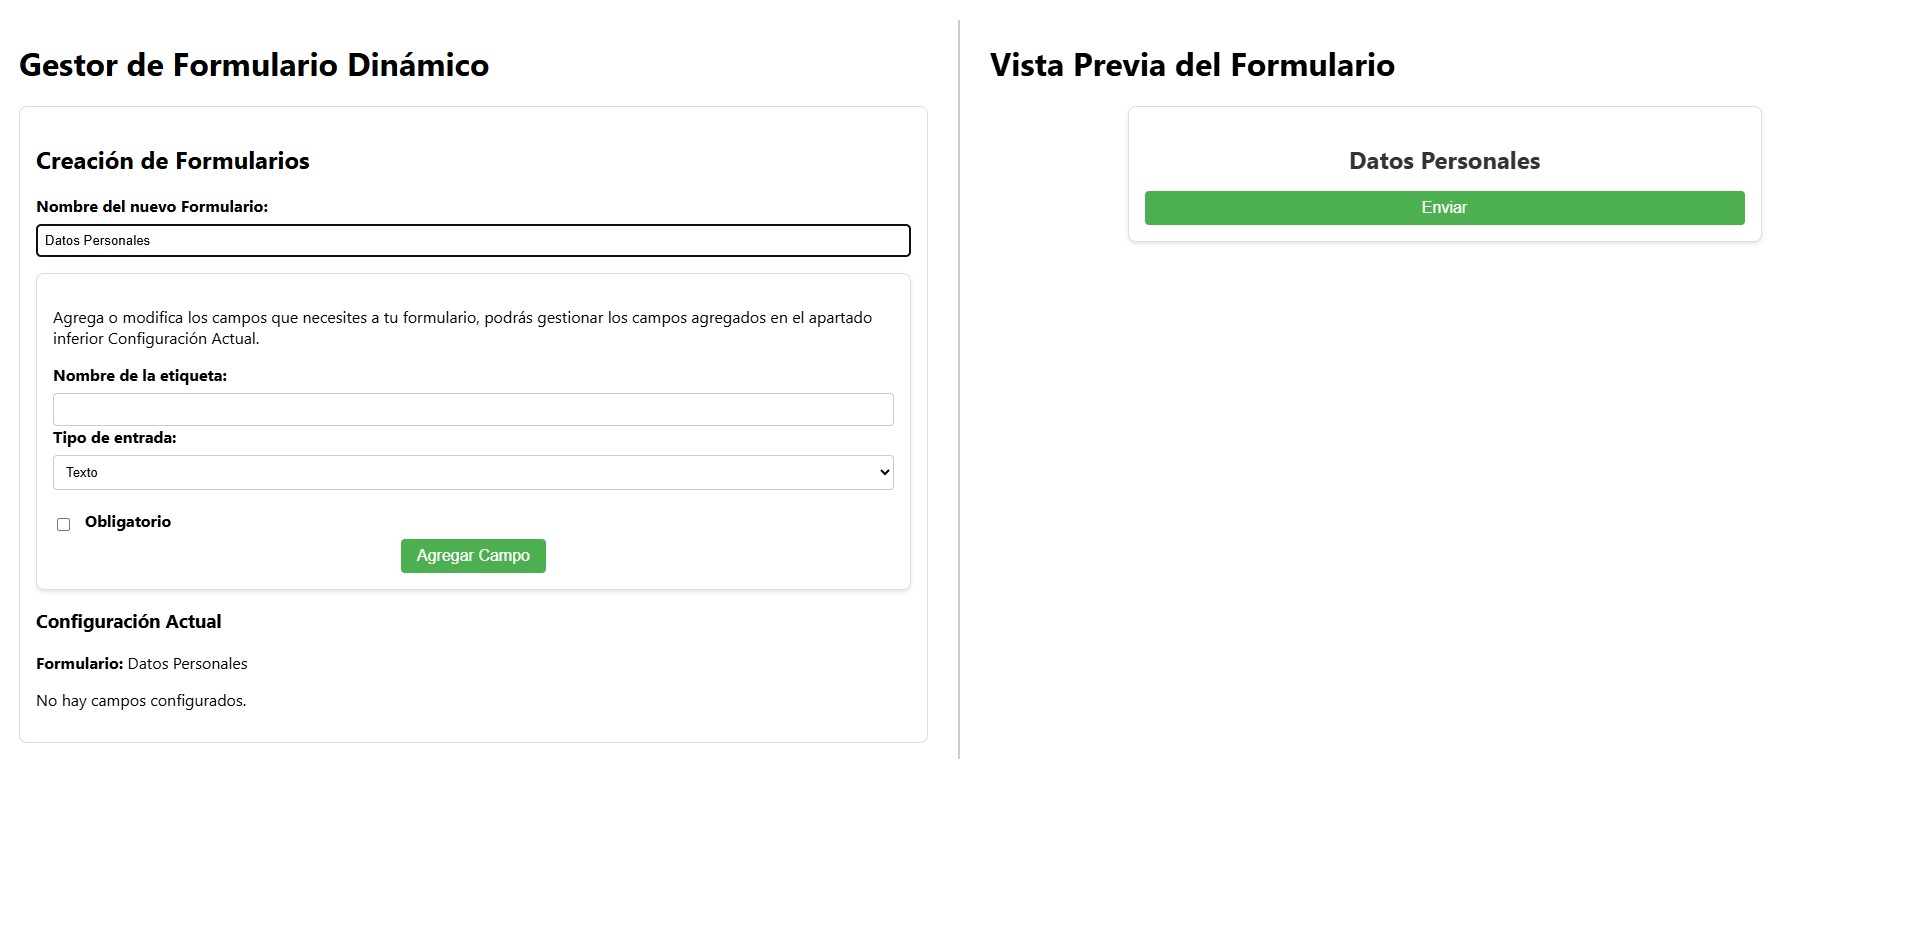 Gestor de Formulario Dinámico
Creación de Formularios
Nombre del nuevo Formulario:
Datos Personales
Agrega o modifica los campos que necesites a tu formulario, podrás gestionar los campos agregados en el apartado
inferior Configuración Actual.
Nombre de la etiqueta:
Tipo de entrada:
Texto
Obligatorio
Agregar Campo
Configuración Actual
Formulario: Datos Personales
No hay campos configurados.
Vista Previa del Formulario
Datos Personales
Enviar